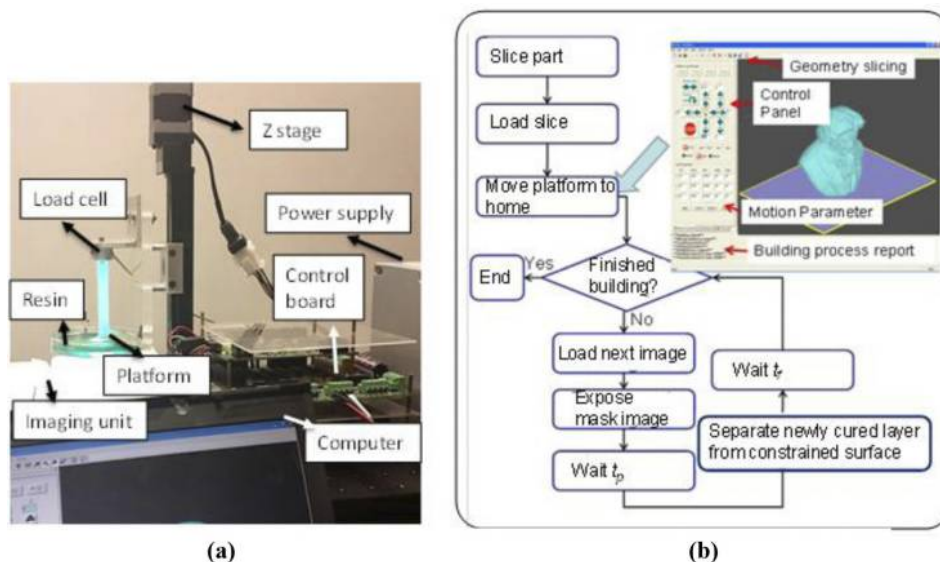 Z stage
Load cell
Power supply
Control
board
Resin
Platform
Imaging unit
Computer
(a)
Slice part
Load slice
Move platform to
home
Finished
building?
Yes
End
No
Load next image
Expose
mask image
Wait tₚ
Separate newly cured layer
from constrained surface
Wait tᵣ
Geometry slicing
Control
Panel
Motion Parameter
Building process report
(b)